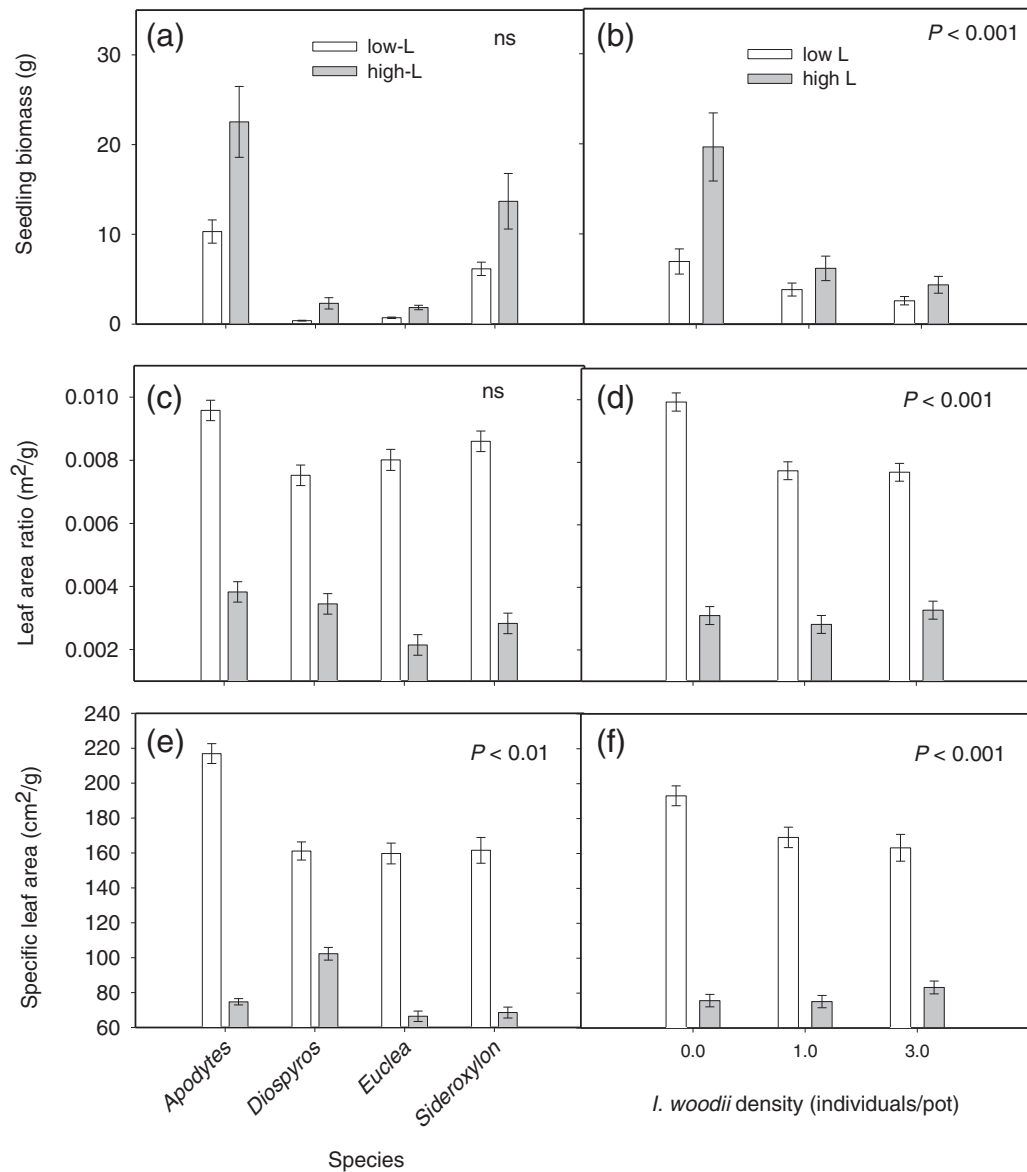 (a)
ns
low-L
high-L
Seedling biomass (g)
30
20
10
0
(b)
P < 0.001
low L
high L
(c)
ns
Leaf area ratio (m2/g)
0.010
0.008
0.006
0.004
0.002
(d)
P < 0.001
(e)
P < 0.01
Specific leaf area (cm2/g)
240
220
200
180
160
140
120
100
80
60
Apodytes
Diospyros
Euclea
Sideroxylon
Species
(f)
P < 0.001
0.0
1.0
3.0
I. woodii density (individuals/pot)